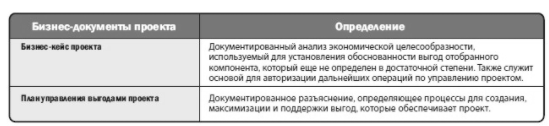 Бизнес-документы проекта
Определение
Бизнес-кейс проекта
Документированный анализ экономической целесообразности,
используемый для установления обоснованности выгод отобранного
компонента, который еще не определен в достаточной степени. Также служит
основой для авторизации дальнейших операций по управлению проектом.
План управления выгодами проекта
Документированное разъяснение, определяющее процессы для создания,
максимизации и поддержки выгод, которые обеспечивает проект.